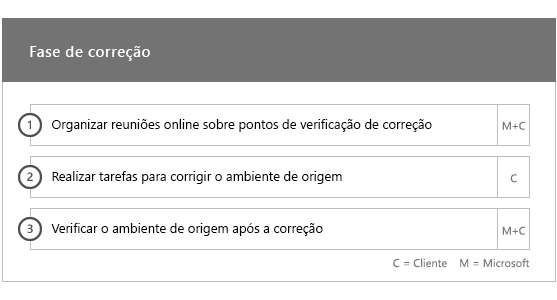 Fase de correção
1 Organizar reuniões online sobre pontos de verificação de correção M+C
2 Realizar tarefas para corrigir o ambiente de origem C
3 Verificar o ambiente de origem após a correção M+C
C = Cliente M = Microsoft